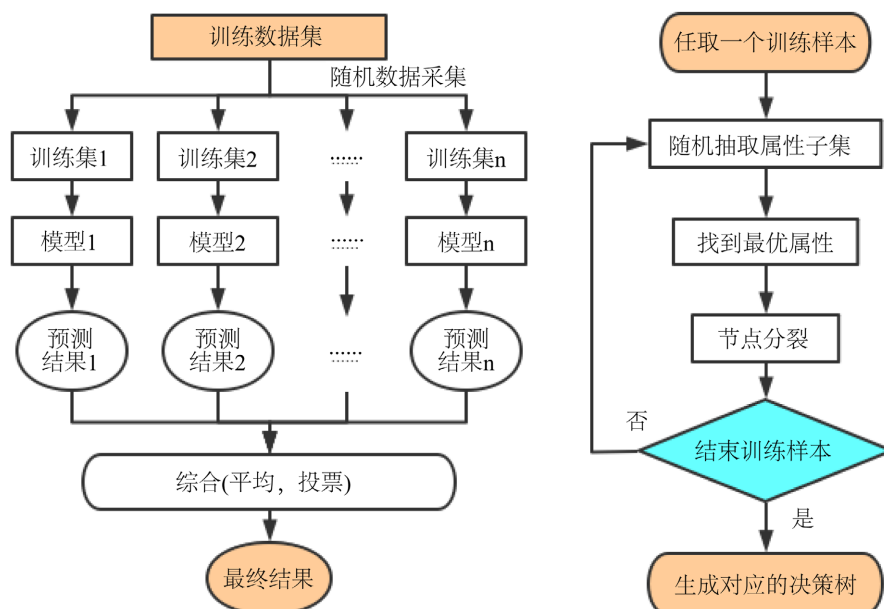 训练数据集
随机数据采集
训练集1
训练集2
......
训练集n
模型1
模型2
......
模型n
预测
结果1
预测
结果2
......
预测
结果n
综合(平均，投票)
最终结果
任取一个训练样本
随机抽取属性子集
找到最优属性
节点分裂
结束训练样本
否
是
生成对应的决策树